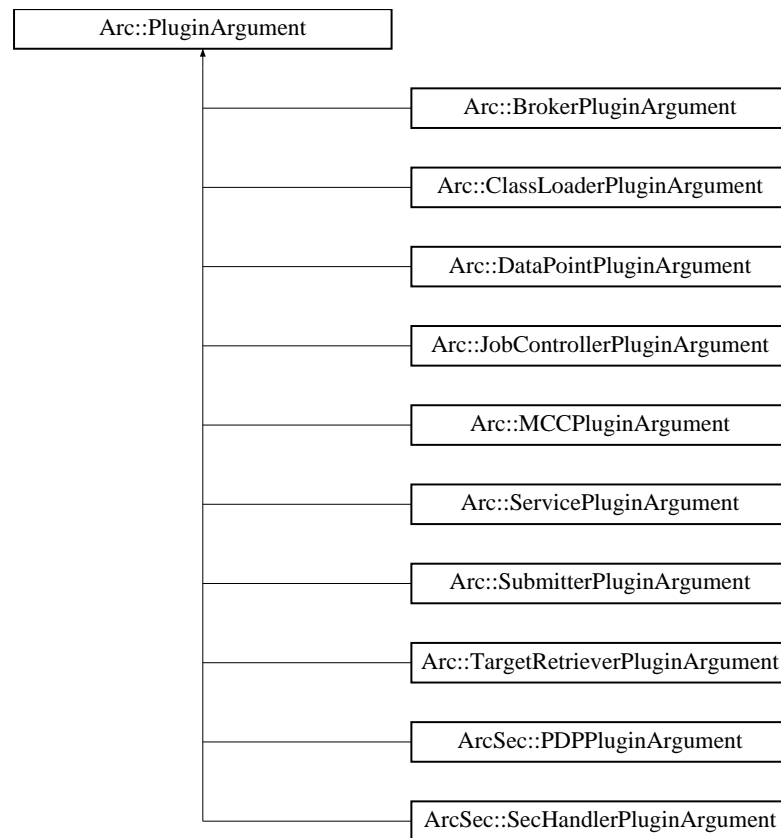 Arc::PluginArgument
Arc::BrokerPluginArgument
Arc::ClassLoaderPluginArgument
Arc::DataPointPluginArgument
Arc::JobControllerPluginArgument
Arc::MCCPluginArgument
Arc::ServicePluginArgument
Arc::SubmitterPluginArgument
Arc::TargetRetrieverPluginArgument
ArcSec::PDPPluginArgument
ArcSec::SecHandlerPluginArgument